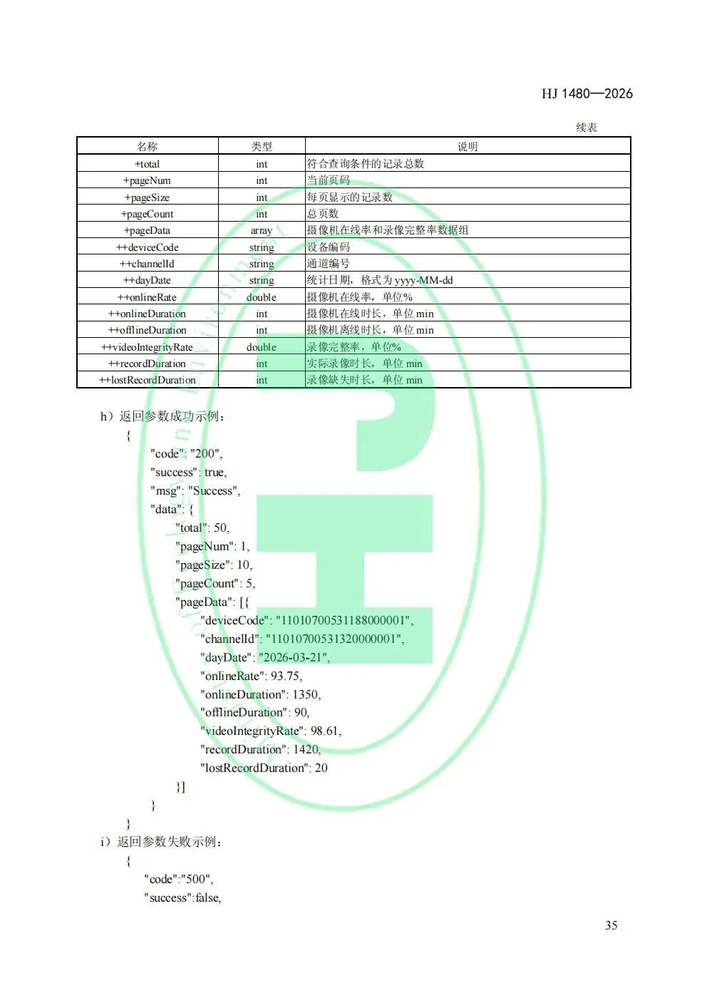 HJ 1480—2026
续表
名称 类型 说明
+total int 符合查询条件的记录总数
+pageNum int 当前页码
+pageSize int 每页显示的记录数
+pageCount int 总页数
+pageData array 摄像机在线率和录像完整率数据组
++deviceCode string 设备编码
++channelId string 通道编号
++dayDate string 统计日期，格式为 yyyy-MM-dd
++onlineRate double 摄像机在线率，单位%
++onlineDuration int 摄像机在线时长，单位 min
++offlineDuration int 摄像机离线时长，单位 min
++videoIntegrityRate double 录像完整率，单位%
++recordDuration int 实际录像时长，单位 min
++lostRecordDuration int 录像缺失时长，单位 min
h）返回参数成功示例：
{
"code": "200",
"success": true,
"msg": "Success",
"data": {
"total": 50,
"pageNum": 1,
"pageSize": 10,
"pageCount": 5,
"pageData": [{
"deviceCode": "11010700531188000001",
"channelId": "11010700531320000001",
"dayDate": "2026-03-21",
"onlineRate": 93.75,
"onlineDuration": 1350,
"offlineDuration": 90,
"videoIntegrityRate": 98.61,
"recordDuration": 1420,
"lostRecordDuration": 20
}]
}
}
i）返回参数失败示例：
{
"code":"500",
"success":false,
35
Ministry of Ecology and Environment